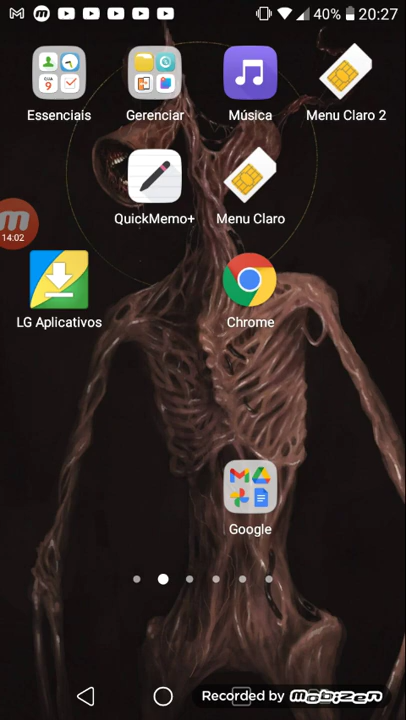 40% 20:27
Essenciais Gerenciar Música Menu Claro 2
QuickMemo+ Menu Claro
14:02
LG Aplicativos Chrome
Google
Recorded by mobizen